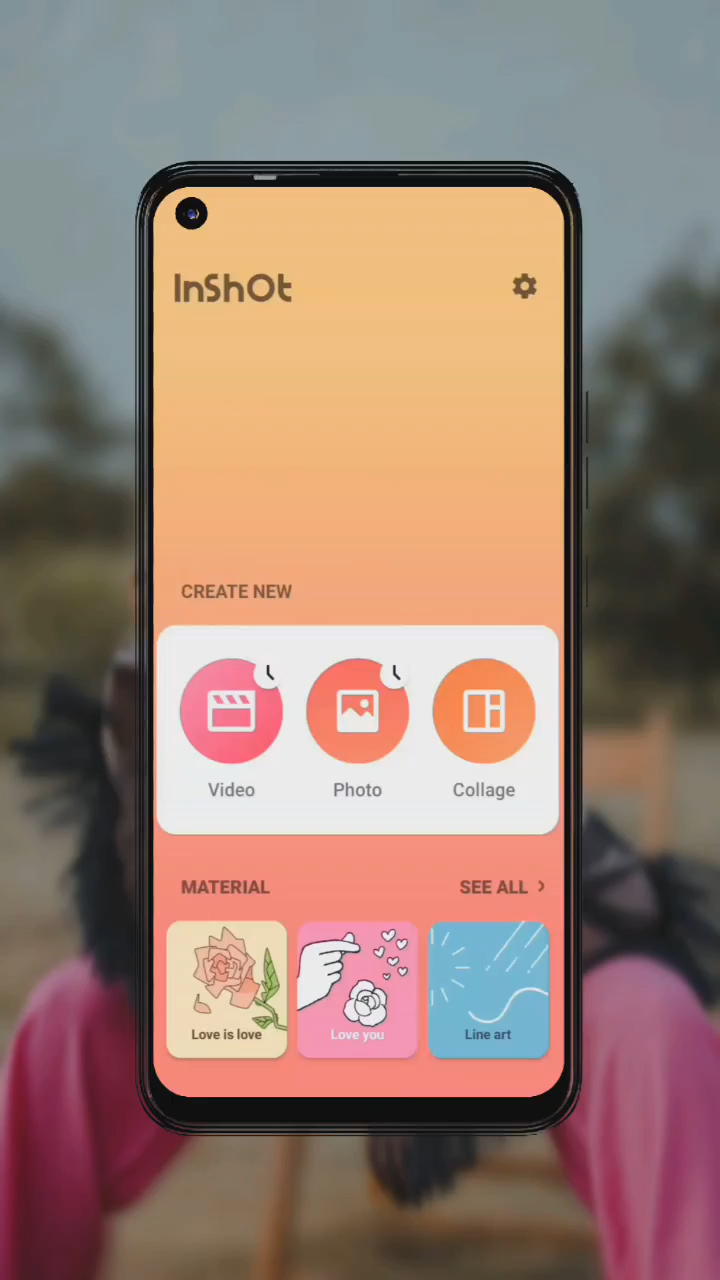 InShOt
CREATE NEW
Video
Photo
Collage
MATERIAL
SEE ALL >
Love is love
Love you
Line art